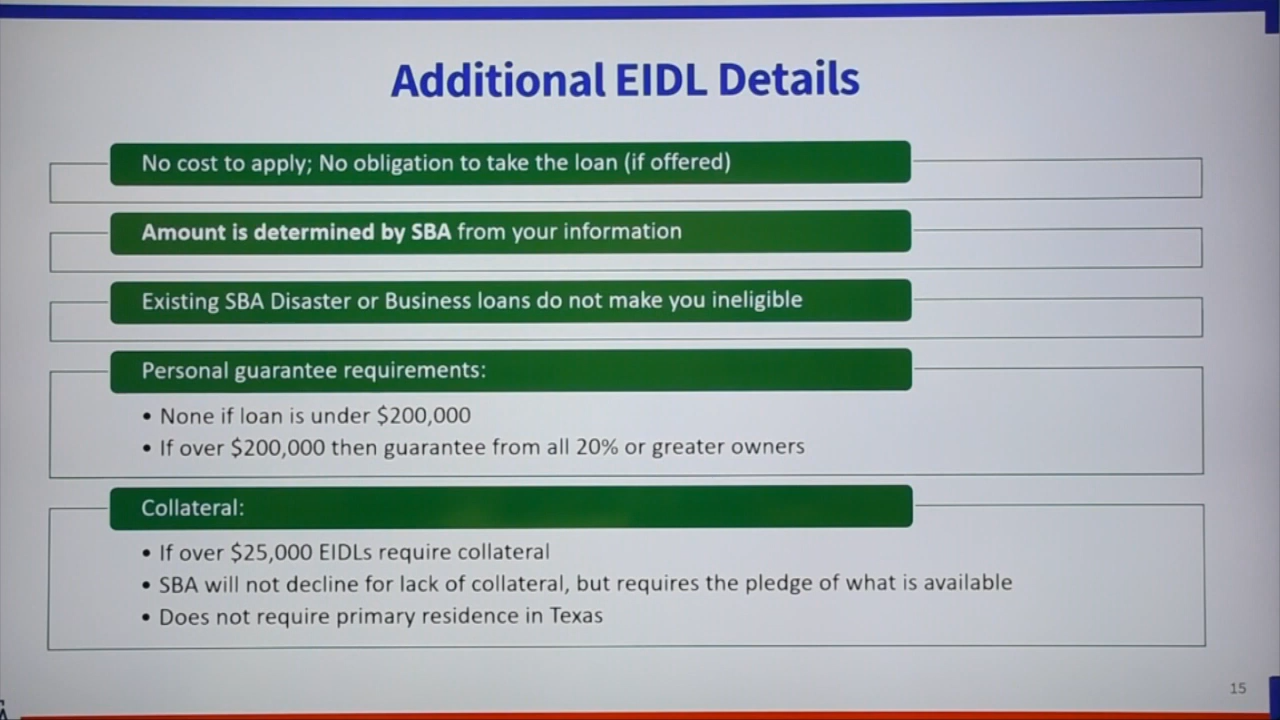 Additional EIDL Details
No cost to apply; No obligation to take the loan (if offered)
Amount is determined by SBA from your information
Existing SBA Disaster or Business loans do not make you ineligible
Personal guarantee requirements:
• None if loan is under $200,000
• If over $200,000 then guarantee from all 20% or greater owners
Collateral:
• If over $25,000 EIDLs require collateral
• SBA will not decline for lack of collateral, but requires the pledge of what is available
• Does not require primary residence in Texas
15